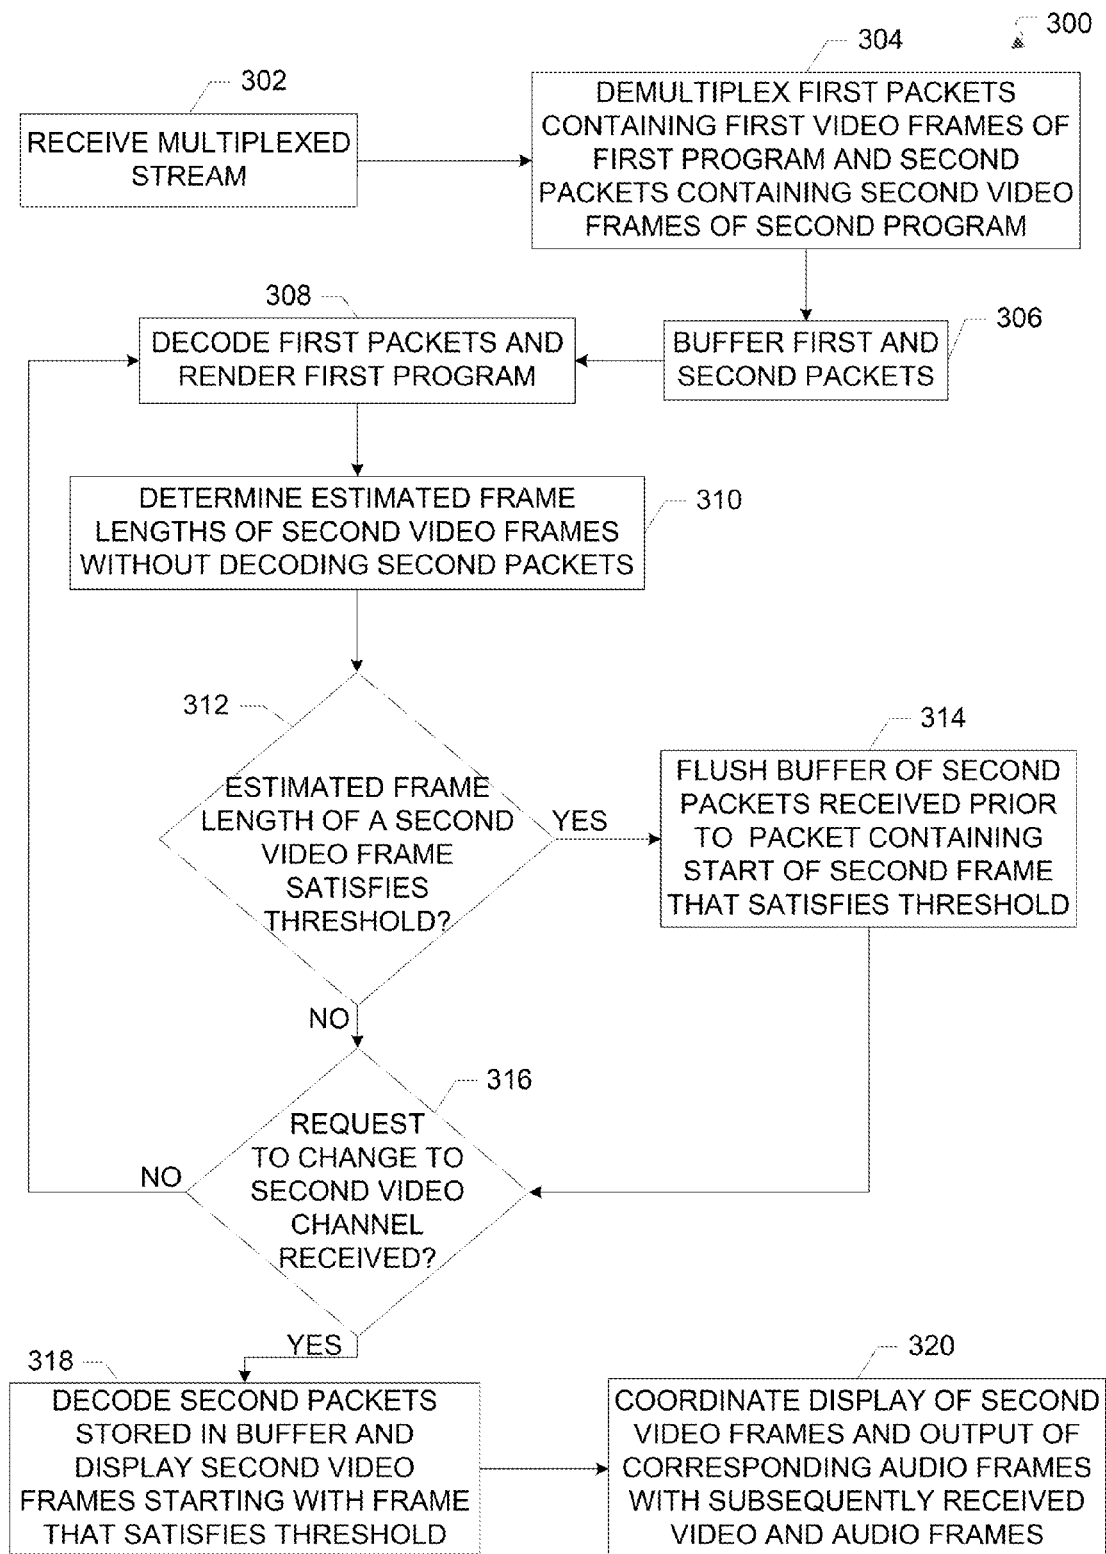 300
302
RECEIVE MULTIPLEXED
STREAM
304
DEMULTIPLEX FIRST PACKETS
CONTAINING FIRST VIDEO FRAMES OF
FIRST PROGRAM AND SECOND
PACKETS CONTAINING SECOND VIDEO
FRAMES OF SECOND PROGRAM
306
BUFFER FIRST AND
SECOND PACKETS
308
DECODE FIRST PACKETS AND
RENDER FIRST PROGRAM
310
DETERMINE ESTIMATED FRAME
LENGTHS OF SECOND VIDEO FRAMES
WITHOUT DECODING SECOND PACKETS
312
ESTIMATED FRAME
LENGTH OF A SECOND
VIDEO FRAME
SATISFIES
THRESHOLD?
YES
NO
314
FLUSH BUFFER OF SECOND
PACKETS RECEIVED PRIOR
TO PACKET CONTAINING
START OF SECOND FRAME
THAT SATISFIES THRESHOLD
316
REQUEST
TO CHANGE TO
SECOND VIDEO
CHANNEL
RECEIVED?
NO
YES
318
DECODE SECOND PACKETS
STORED IN BUFFER AND
DISPLAY SECOND VIDEO
FRAMES STARTING WITH FRAME
THAT SATISFIES THRESHOLD
320
COORDINATE DISPLAY OF SECOND
VIDEO FRAMES AND OUTPUT OF
CORRESPONDING AUDIO FRAMES
WITH SUBSEQUENTLY RECEIVED
VIDEO AND AUDIO FRAMES